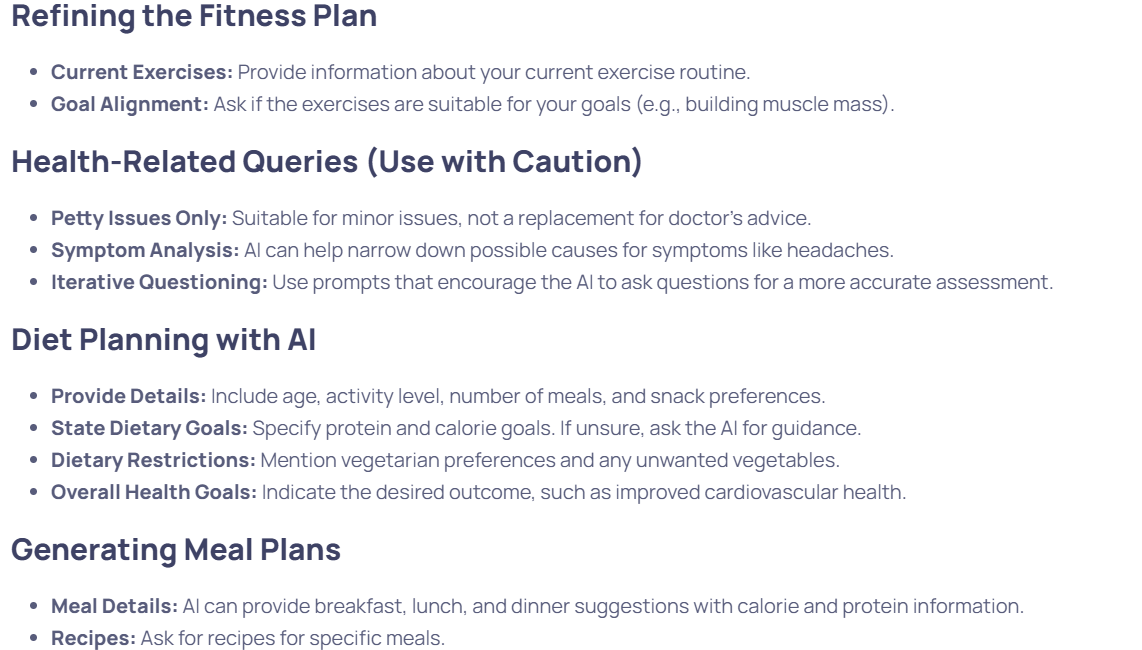 Refining the Fitness Plan
• Current Exercises: Provide information about your current exercise routine.
• Goal Alignment: Ask if the exercises are suitable for your goals (e.g., building muscle mass).
Health-Related Queries (Use with Caution)
• Petty Issues Only: Suitable for minor issues, not a replacement for doctor's advice.
• Symptom Analysis: AI can help narrow down possible causes for symptoms like headaches.
• Iterative Questioning: Use prompts that encourage the AI to ask questions for a more accurate assessment.
Diet Planning with AI
• Provide Details: Include age, activity level, number of meals, and snack preferences.
• State Dietary Goals: Specify protein and calorie goals. If unsure, ask the AI for guidance.
• Dietary Restrictions: Mention vegetarian preferences and any unwanted vegetables.
• Overall Health Goals: Indicate the desired outcome, such as improved cardiovascular health.
Generating Meal Plans
• Meal Details: AI can provide breakfast, lunch, and dinner suggestions with calorie and protein information.
• Recipes: Ask for recipes for specific meals.